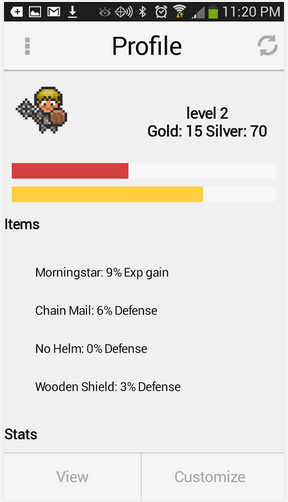 11:20 PM
Profile
level 2
Gold: 15 Silver: 70
Items
Morningstar: 9% Exp gain
Chain Mail: 6% Defense
No Helm: 0% Defense
Wooden Shield: 3% Defense
Stats
View Customize